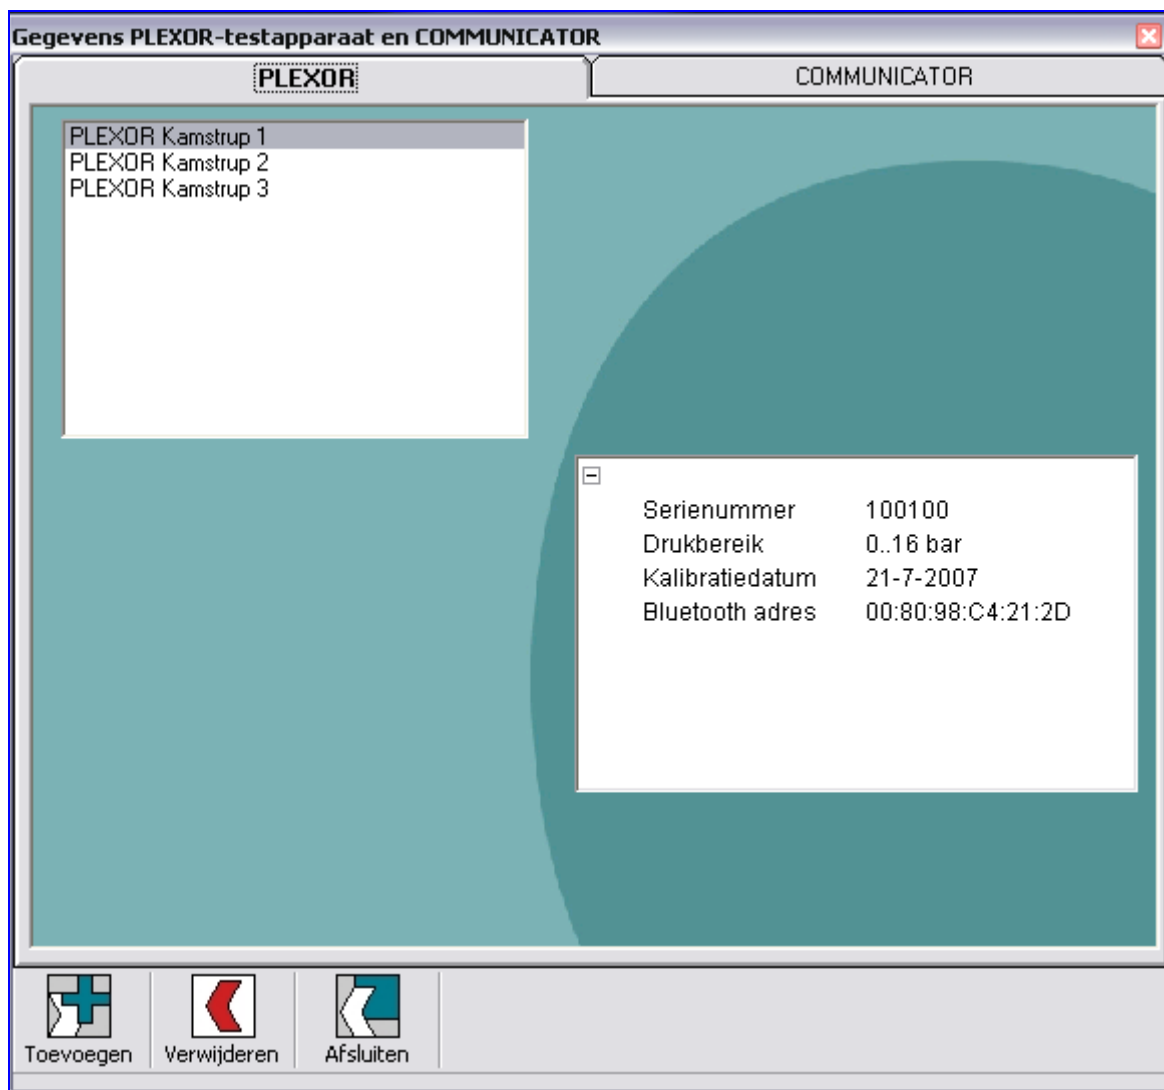 Gegevens PLEXOR-testapparaat en COMMUNICATOR
PLEXOR
COMMUNICATOR
PLEXOR Kamstrup 1
PLEXOR Kamstrup 2
PLEXOR Kamstrup 3
Serienummer 100100
Drukbereik 0..16 bar
Kalibratiedatum 21-7-2007
Bluetooth adres 00:80:98:C4:21:2D
Toevoegen
Verwijderen
Afsluiten